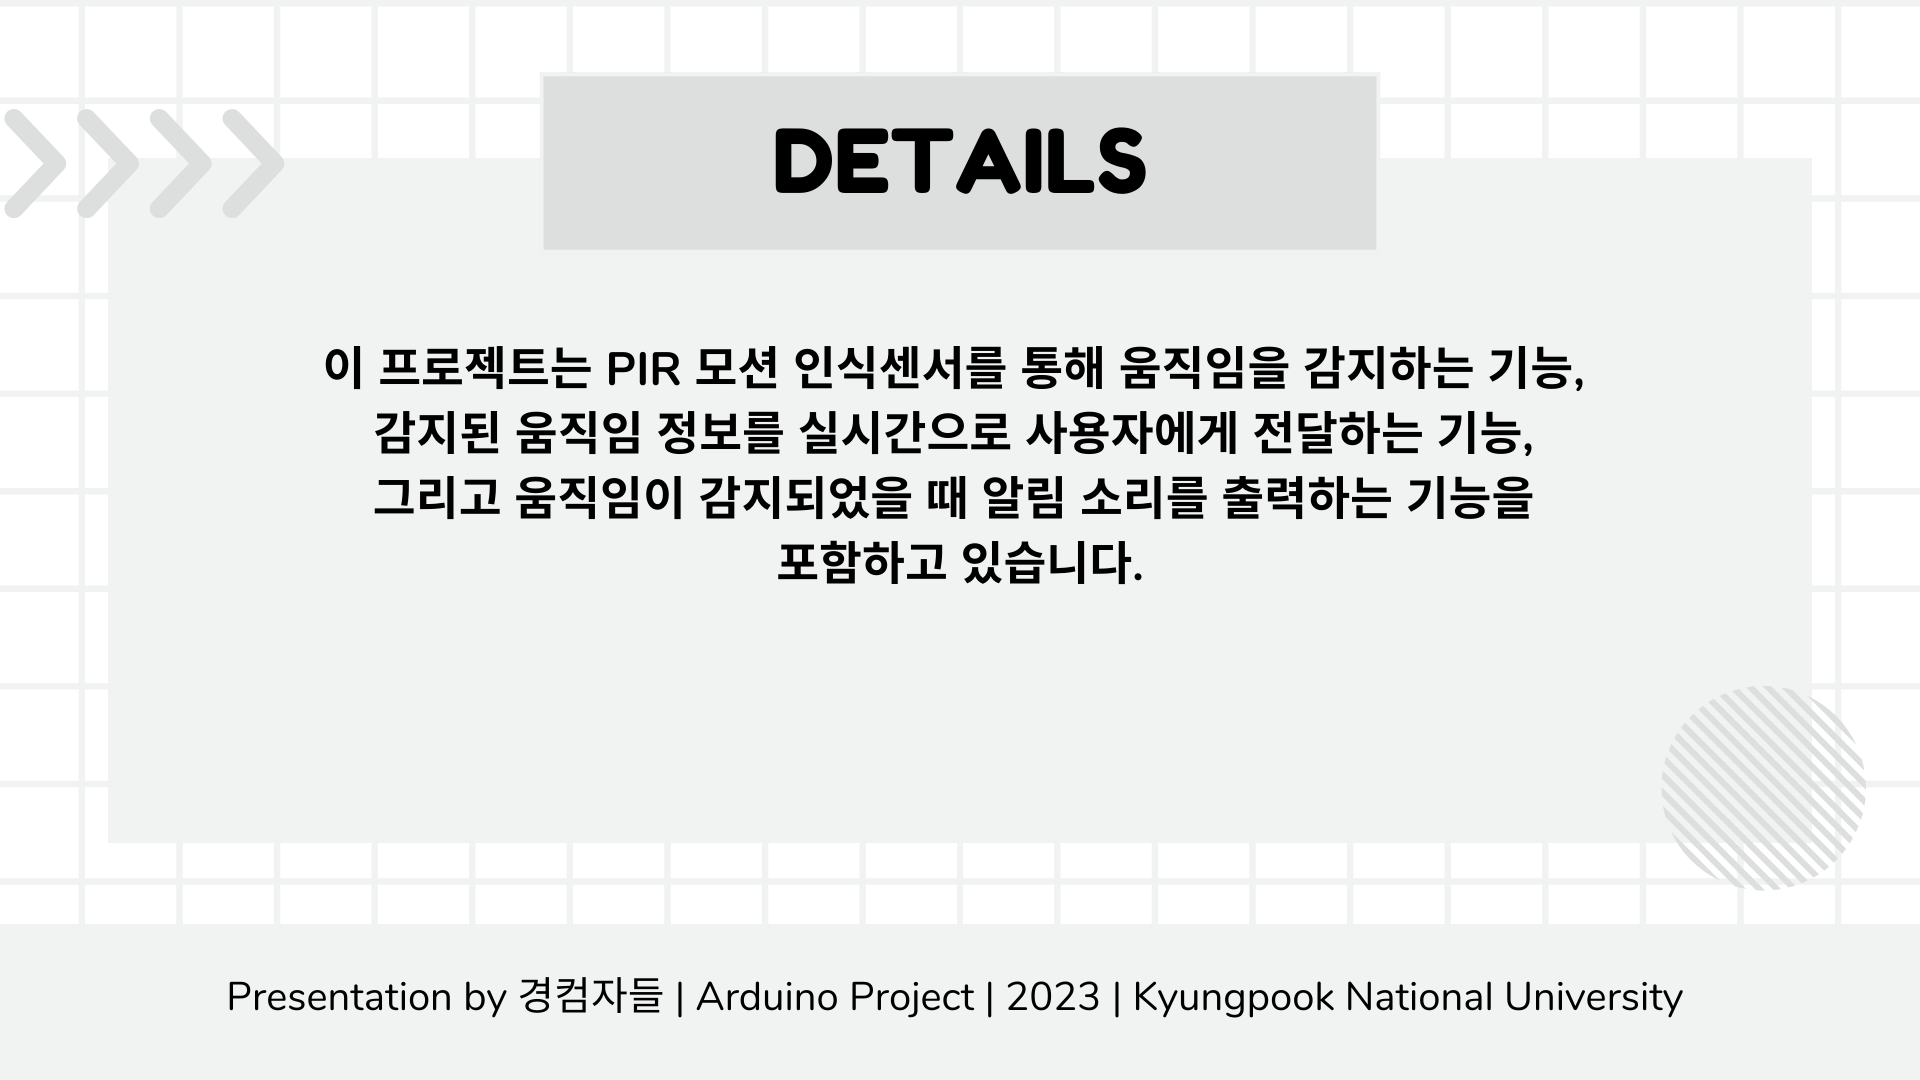 DETAILS
이 프로젝트는 PIR 모션 인식센서를 통해 움직임을 감지하는 기능,
감지된 움직임 정보를 실시간으로 사용자에게 전달하는 기능,
그리고 움직임이 감지되었을 때 알림 소리를 출력하는 기능을
포함하고 있습니다.
Presentation by 경컴자들 | Arduino Project | 2023 | Kyungpook National University